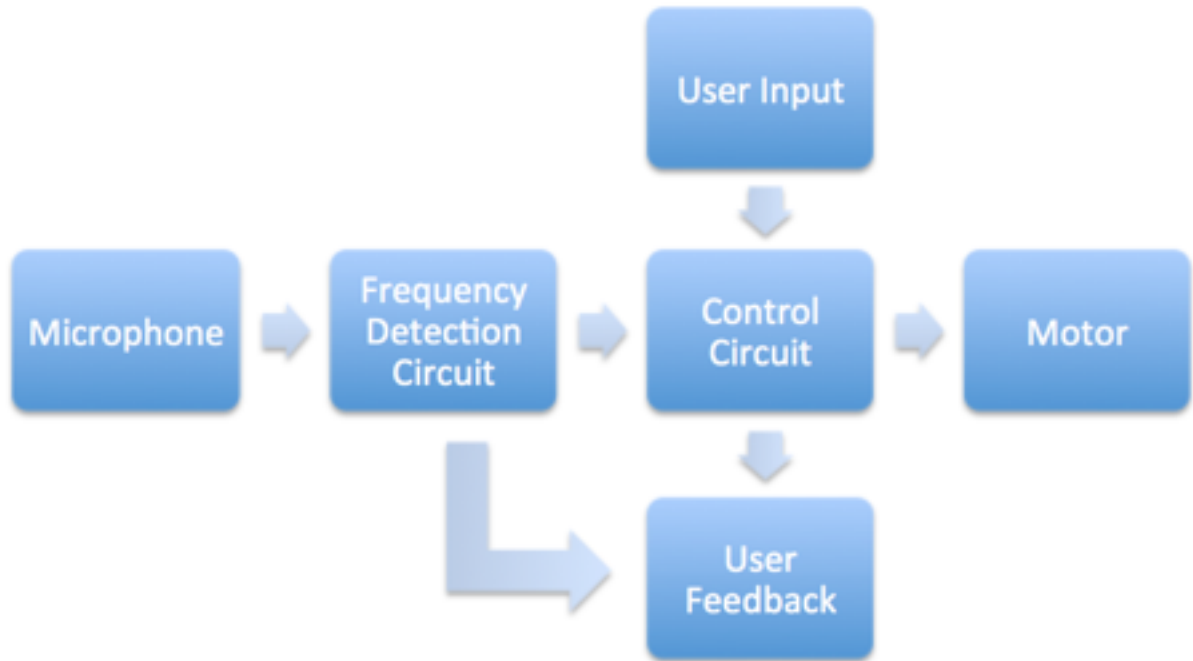 User Input
Microphone
Frequency
Detection
Circuit
Control
Circuit
Motor
User
Feedback